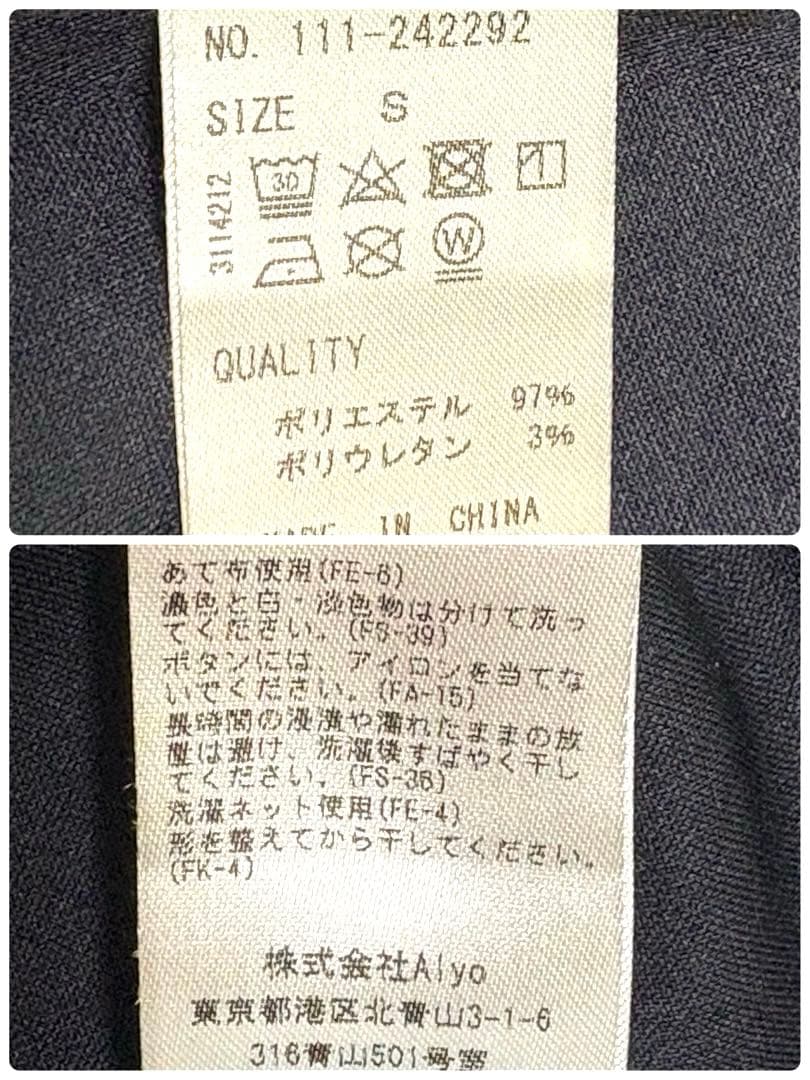 NO. 111-242292
SIZE S
3114212
30
W
QUALITY
ポリエステル 97%
ポリウレタン 3%
MADE IN CHINA
あて布使用(FE-6)
濃色と白・淡色物は分けて洗っ
てください。(FS-39)
ボタンには、アイロンを当てな
いでください。(FA-15)
長時間の浸漬や濡れたままの放
置は避け、洗濯後すばやく干し
てください。(FS-36)
洗濯ネット使用(FE-4)
形を整えてから干してください。
(FK-4)
株式会社Alyo
東京都港区北青山3-1-6
316青山501号室